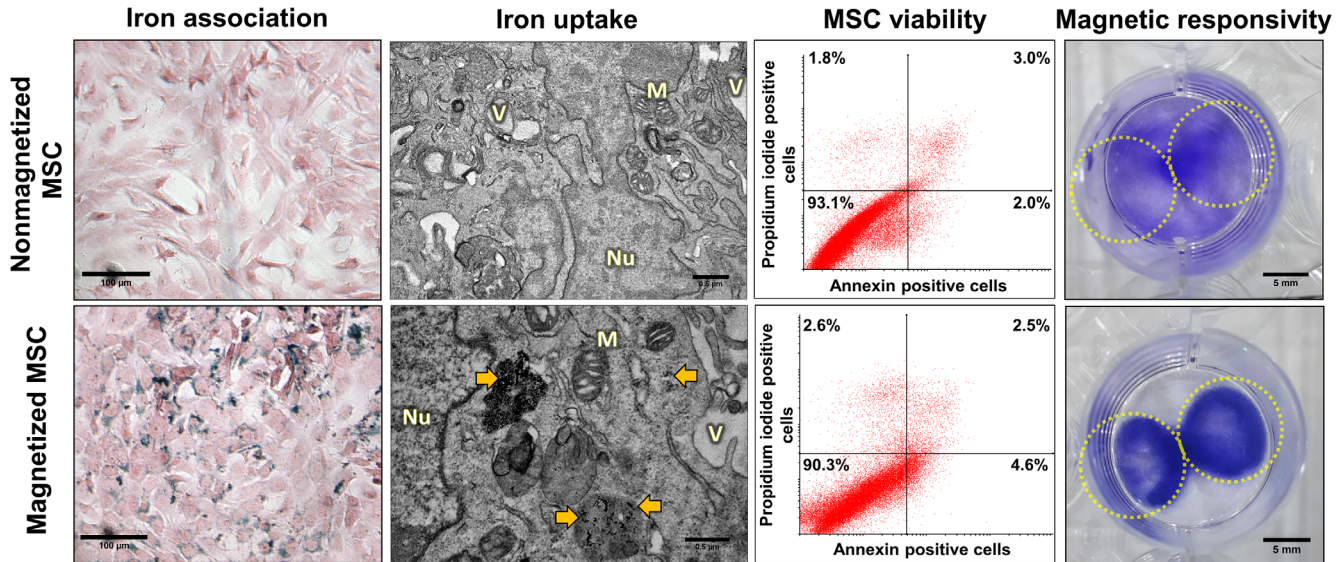 Iron association
Iron uptake
MSC viability
Magnetic responsivity
Nonmagnetized
MSC
100 µm
V
M
V
Nu
0.5 µm
1.8%
3.0%
93.1%
2.0%
Propidium iodide positive
cells
Annexin positive cells
5 mm
Magnetized MSC
100 µm
M
Nu
V
0.5 µm
2.6%
2.5%
90.3%
4.6%
Propidium iodide positive
cells
Annexin positive cells
5 mm